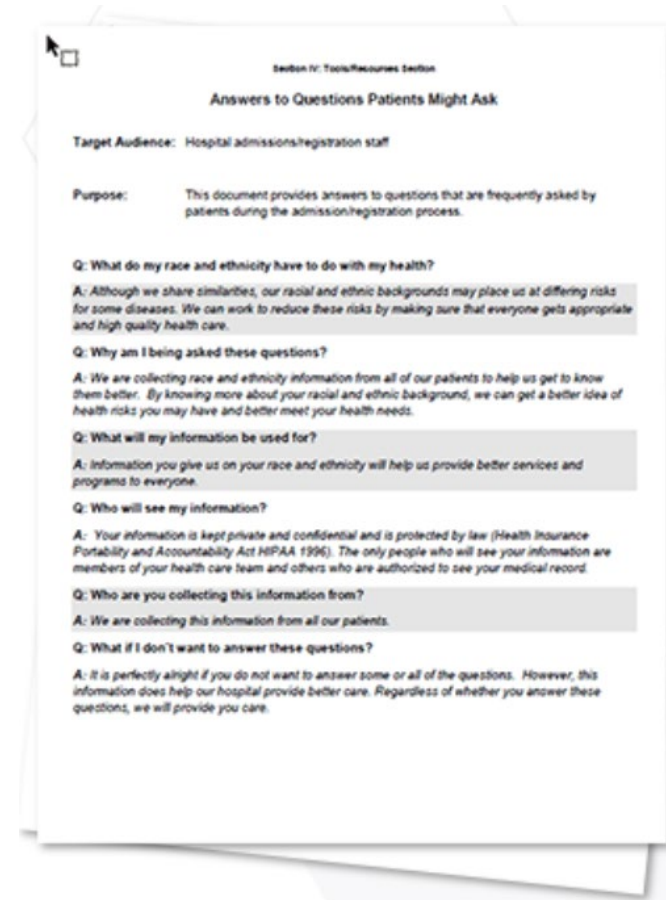 Section IV: Tools/Resources Section
Answers to Questions Patients Might Ask
Target Audience: Hospital admissions/registration staff
Purpose: This document provides answers to questions that are frequently asked by
patients during the admission/registration process.
Q: What do my race and ethnicity have to do with my health?
A: Although we share similarities, our racial and ethnic backgrounds may place us at differing risks
for some diseases. We can work to reduce these risks by making sure that everyone gets appropriate
and high quality health care.
Q: Why am I being asked these questions?
A: We are collecting race and ethnicity information from all of our patients to help us get to know
them better. By knowing more about your racial and ethnic background, we can get a better idea of
health risks you may have and better meet your health needs.
Q: What will my information be used for?
A: Information you give us on your race and ethnicity will help us provide better services and
programs to everyone.
Q: Who will see my information?
A: Your information is kept private and confidential and is protected by law (Health Insurance
Portability and Accountability Act HIPAA 1996). The only people who will see your information are
members of your health care team and others who are authorized to see your medical record.
Q: Who are you collecting this information from?
A: We are collecting this information from all our patients.
Q: What if I don't want to answer these questions?
A: It is perfectly alright if you do not want to answer some or all of the questions. However, this
information does help our hospital provide better care. Regardless of whether you answer these
questions, we will provide you care.